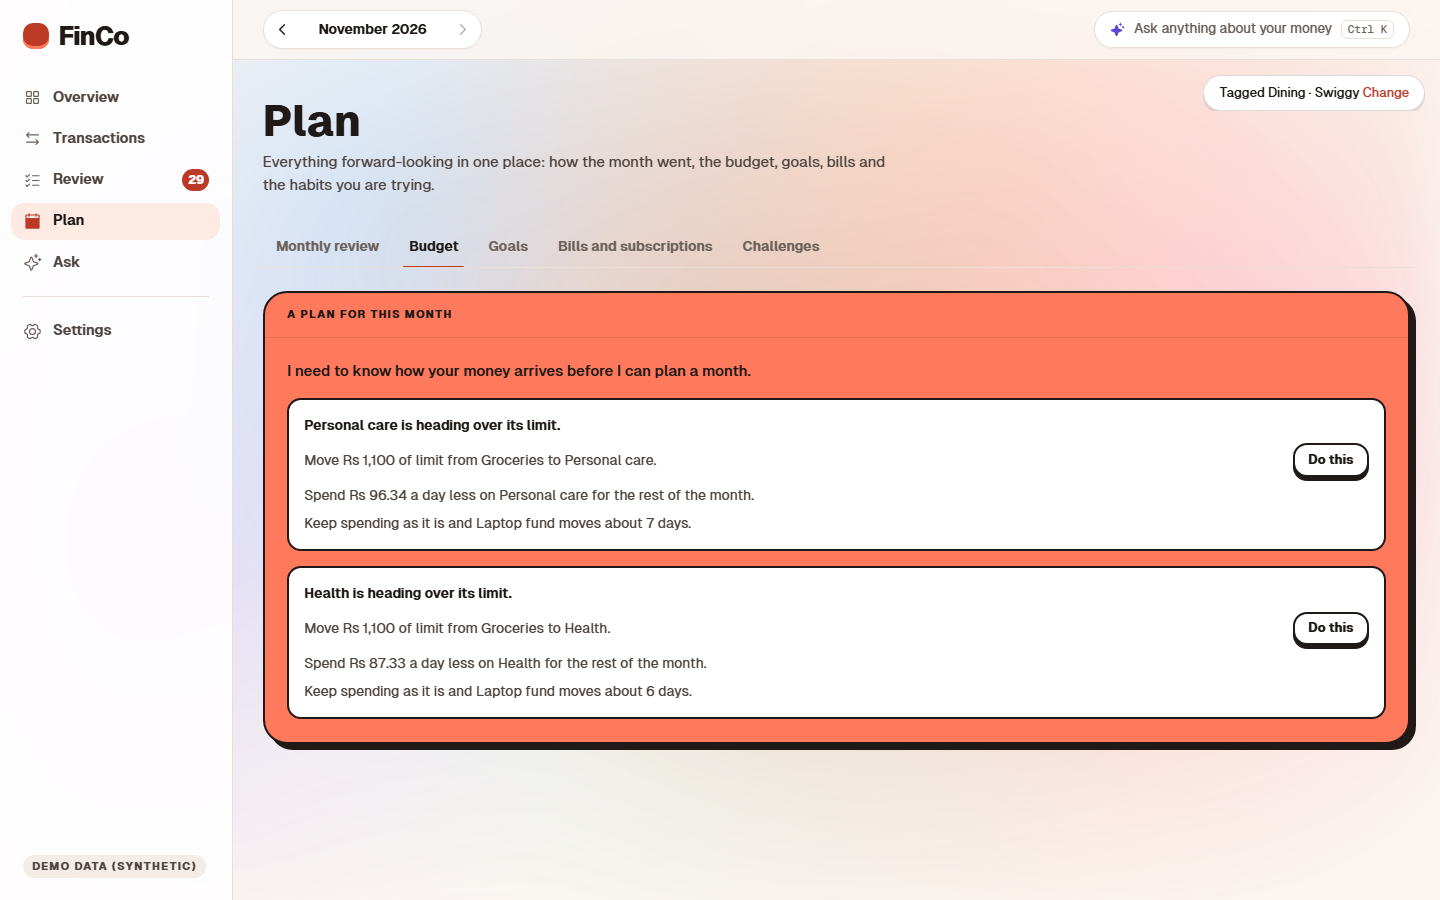 FinCo
Overview
Transactions
Review 29
Plan
Ask
Settings
DEMO DATA (SYNTHETIC)
November 2026
Ask anything about your money Ctrl K
Tagged Dining · Swiggy Change
Plan
Everything forward-looking in one place: how the month went, the budget, goals, bills and
the habits you are trying.
Monthly review Budget Goals Bills and subscriptions Challenges
A PLAN FOR THIS MONTH
I need to know how your money arrives before I can plan a month.
Personal care is heading over its limit.
Move Rs 1,100 of limit from Groceries to Personal care.
Do this
Spend Rs 96.34 a day less on Personal care for the rest of the month.
Keep spending as it is and Laptop fund moves about 7 days.
Health is heading over its limit.
Move Rs 1,100 of limit from Groceries to Health.
Do this
Spend Rs 87.33 a day less on Health for the rest of the month.
Keep spending as it is and Laptop fund moves about 6 days.